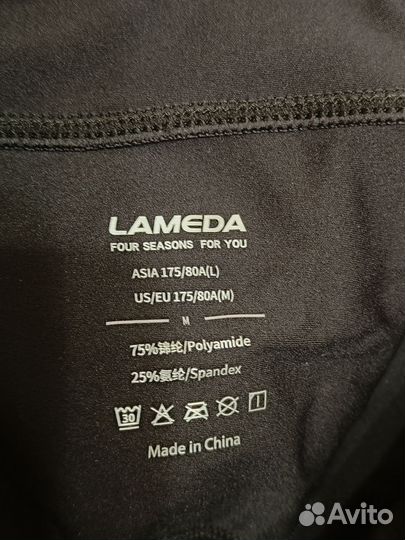 LAMEDA
FOUR SEASONS FOR YOU
ASIA 175/80A(L)
US/EU 175/80A(M)
M
75%锦纶/Polyamide
25%氨纶/Spandex
30
Made in China
Avito